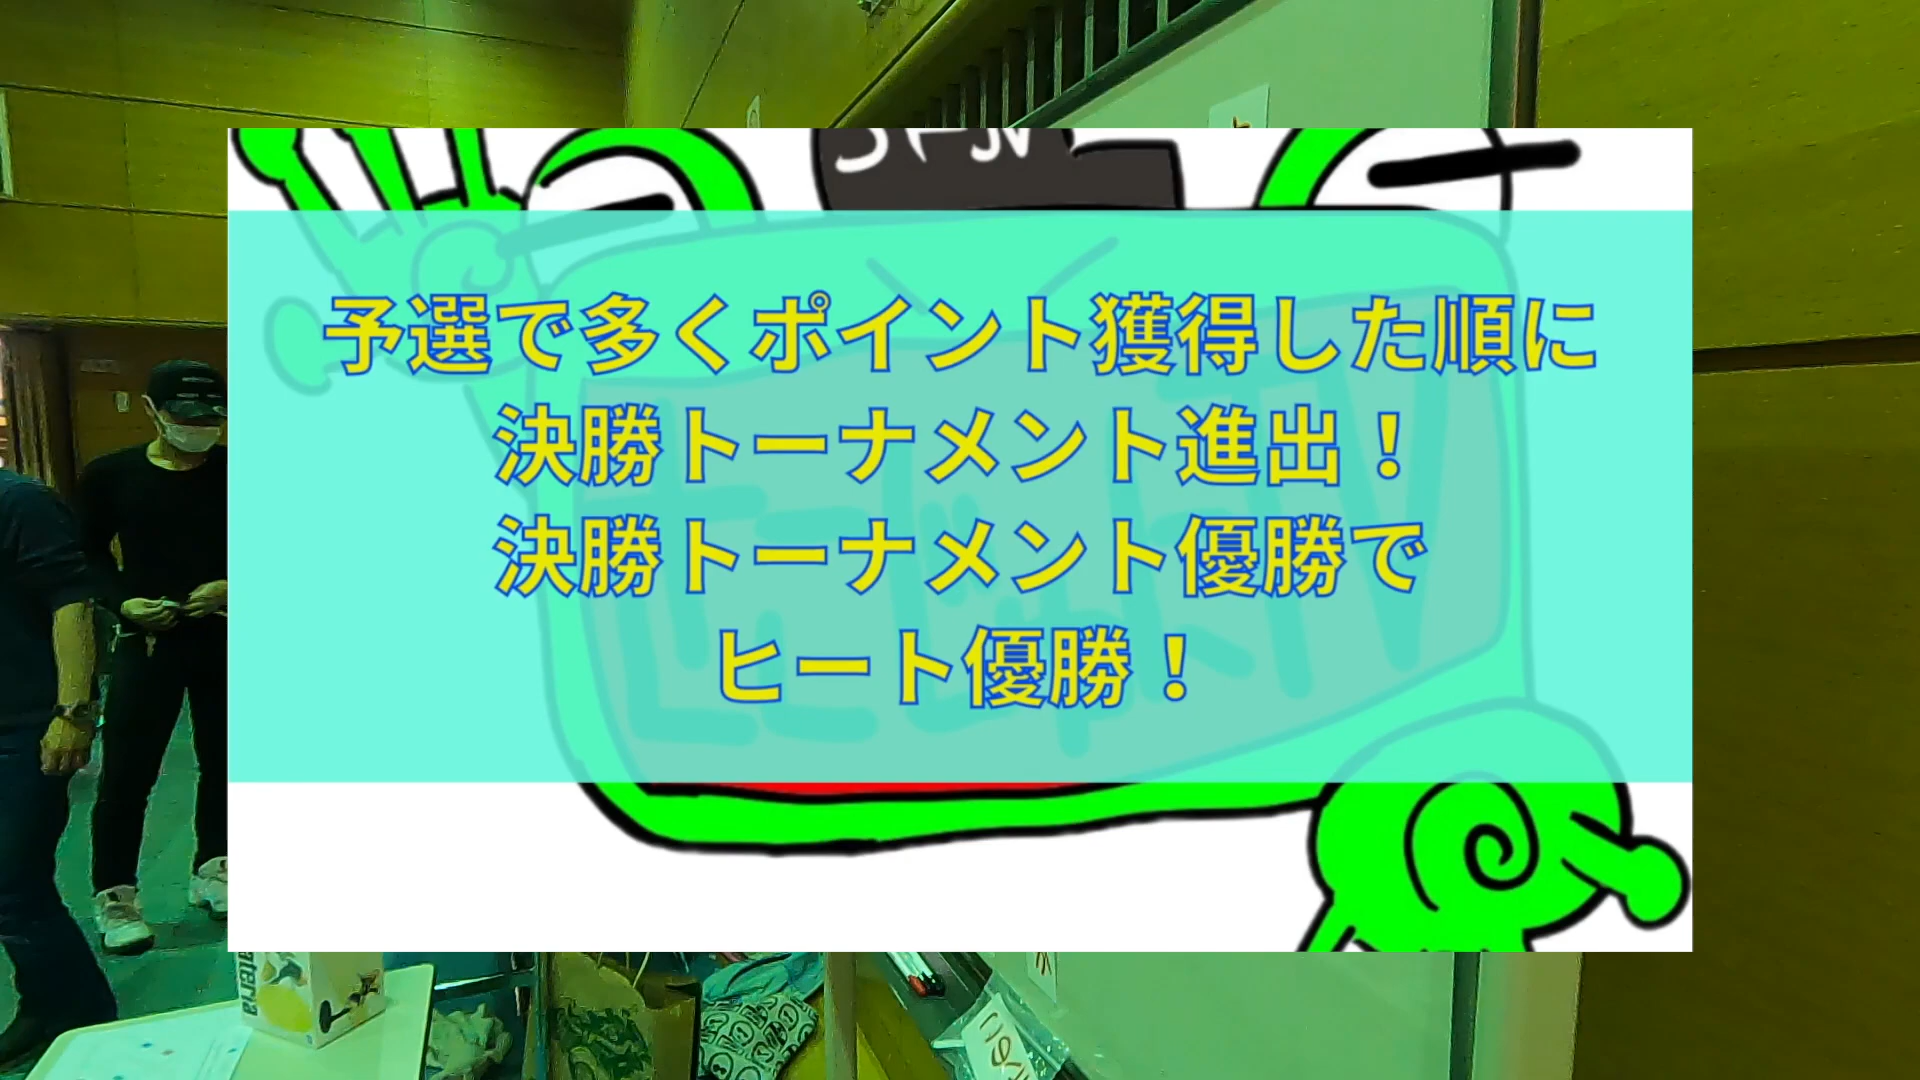 予選で多くポイント獲得した順に
決勝トーナメント進出！
決勝トーナメント優勝で
ヒート優勝！